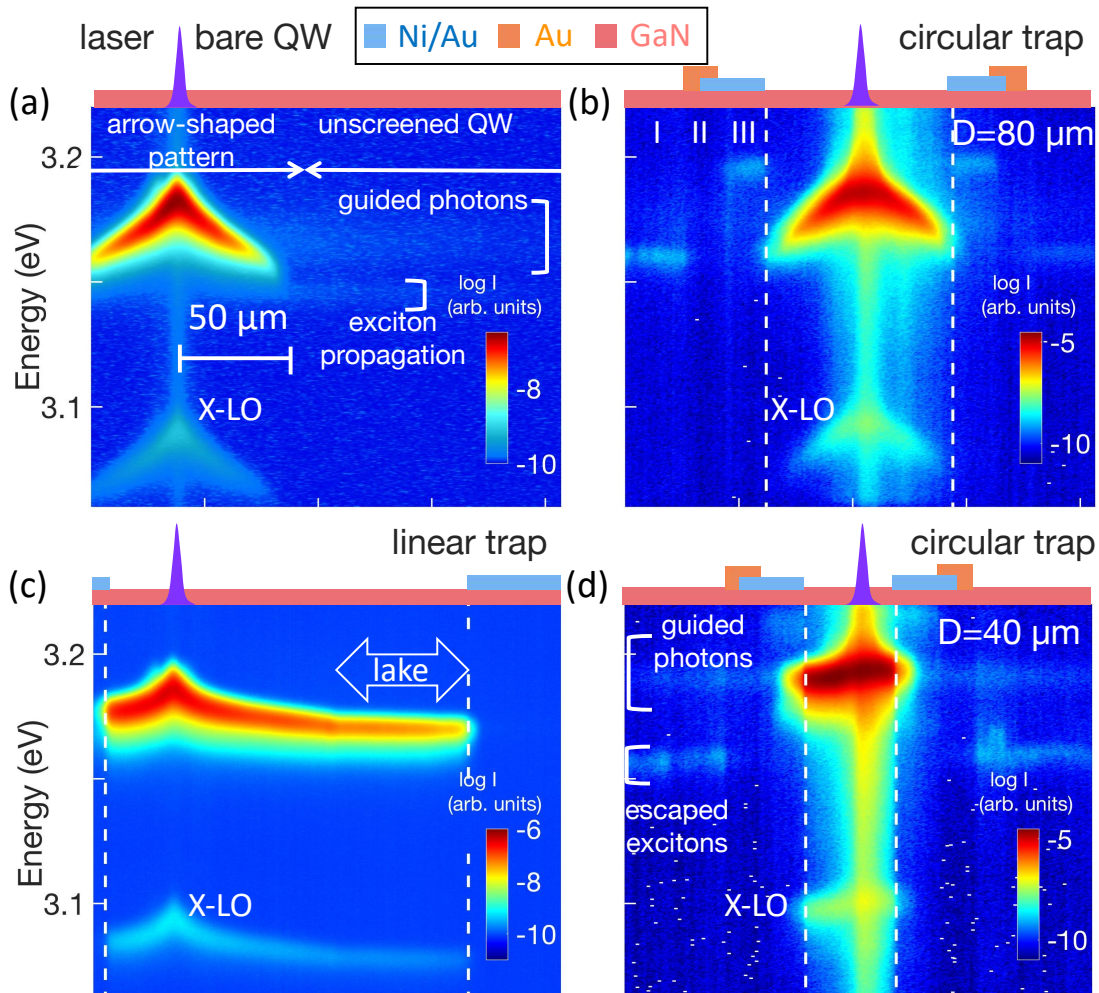 laser bare QW
Ni/Au Au GaN
circular trap
(a)
arrow-shaped
pattern
unscreened QW
guided photons
log I
(arb. units)
50 μm
exciton
propagation
X-LO
-8
-10
3.2
3.1
Energy (eV)
(b)
I II III
D=80 μm
log I
(arb. units)
-5
-10
X-LO
linear trap
(c)
lake
log I
(arb. units)
-6
-8
-10
X-LO
3.2
3.1
Energy (eV)
circular trap
(d)
guided
photons
D=40 μm
escaped
excitons
log I
(arb. units)
-5
-10
X-LO